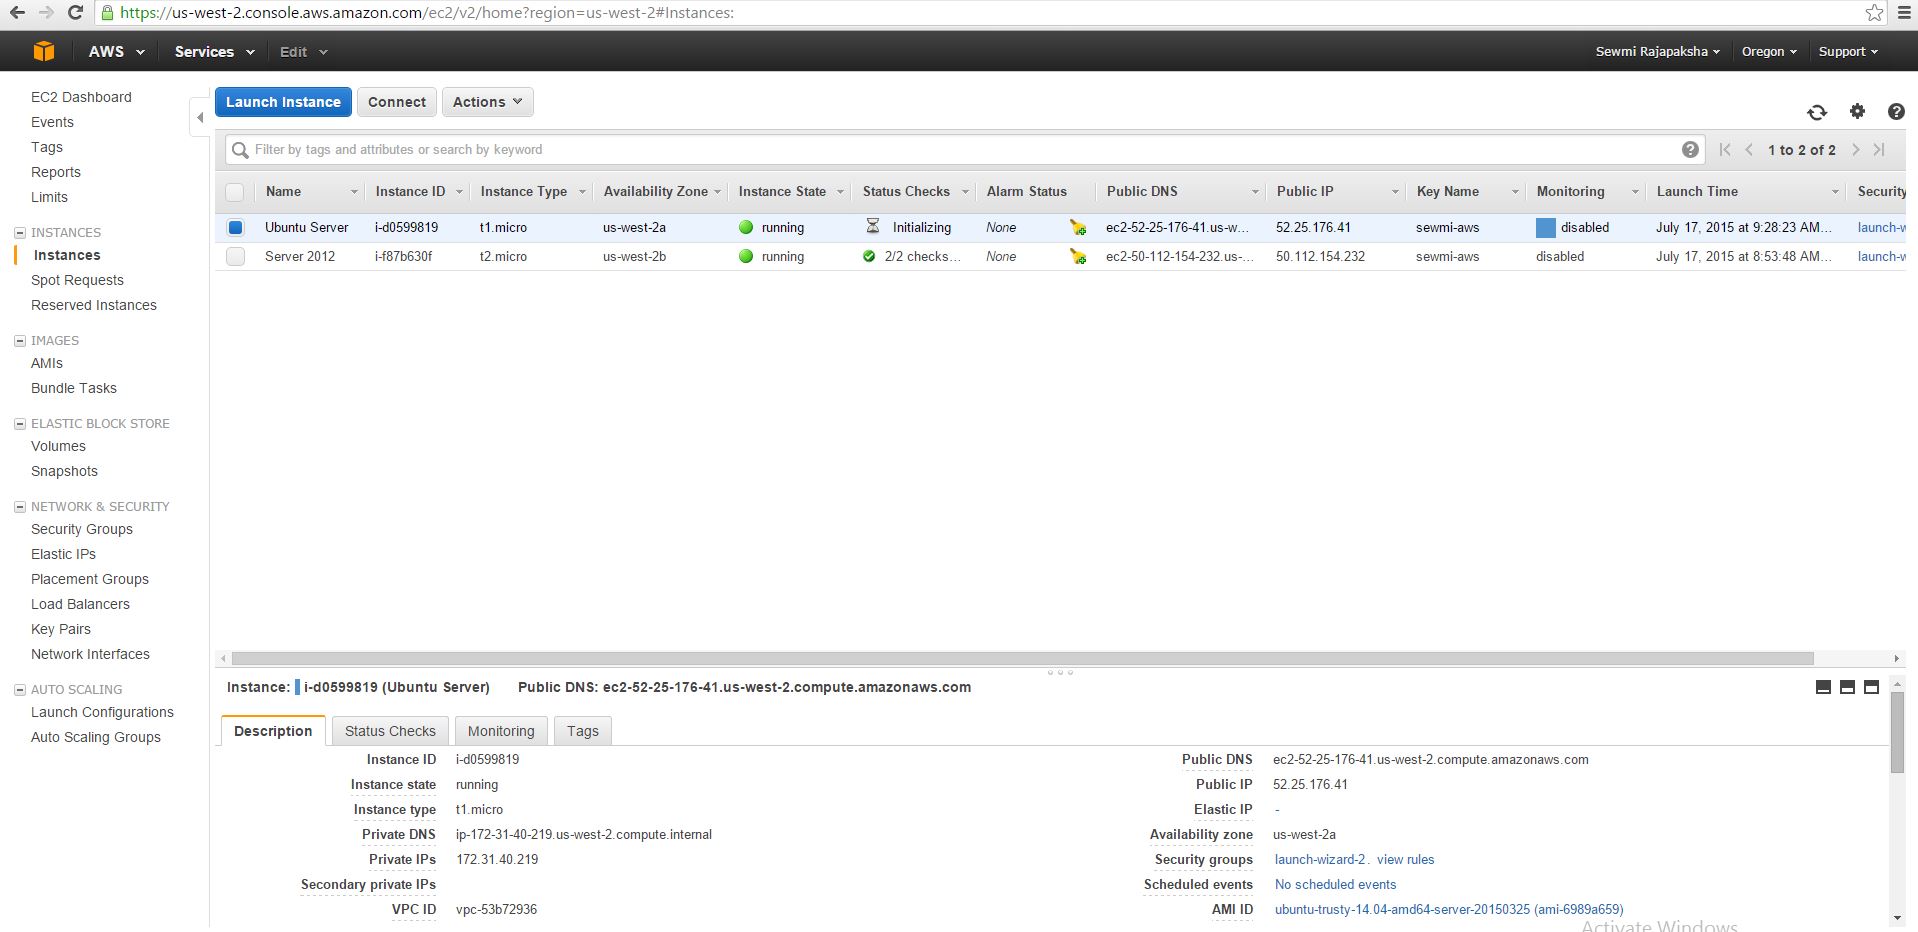 https://us-west-2.console.aws.amazon.com/ec2/v2/home?region=us-west-2#Instances:
AWS Services Edit Sewmi Rajapaksha Oregon Support
EC2 Dashboard
Events
Tags
Reports
Limits
INSTANCES
Instances
Spot Requests
Reserved Instances
IMAGES
AMIs
Bundle Tasks
ELASTIC BLOCK STORE
Volumes
Snapshots
NETWORK & SECURITY
Security Groups
Elastic IPs
Placement Groups
Load Balancers
Key Pairs
Network Interfaces
AUTO SCALING
Launch Configurations
Auto Scaling Groups
Launch Instance Connect Actions
Filter by tags and attributes or search by keyword 1 to 2 of 2
Name Instance ID Instance Type Availability Zone Instance State Status Checks Alarm Status Public DNS Public IP Key Name Monitoring Launch Time Security
Ubuntu Server i-d0599819 t1.micro us-west-2a running Initializing None ec2-52-25-176-41.us-w... 52.25.176.41 sewmi-aws disabled July 17, 2015 at 9:28:23 AM... launch-w
Server 2012 i-f87b630f t2.micro us-west-2b running 2/2 checks... None ec2-50-112-154-232.us-... 50.112.154.232 sewmi-aws disabled July 17, 2015 at 8:53:48 AM... launch-w
Instance: i-d0599819 (Ubuntu Server) Public DNS: ec2-52-25-176-41.us-west-2.compute.amazonaws.com
Description Status Checks Monitoring Tags
Instance ID i-d0599819 Public DNS ec2-52-25-176-41.us-west-2.compute.amazonaws.com
Instance state running Public IP 52.25.176.41
Instance type t1.micro Elastic IP -
Private DNS ip-172-31-40-219.us-west-2.compute.internal Availability zone us-west-2a
Private IPs 172.31.40.219 Security groups launch-wizard-2. view rules
Secondary private IPs Scheduled events No scheduled events
VPC ID vpc-53b72936 AMI ID ubuntu-trusty-14.04-amd64-server-20150325 (ami-6989a659)
Activate Windows